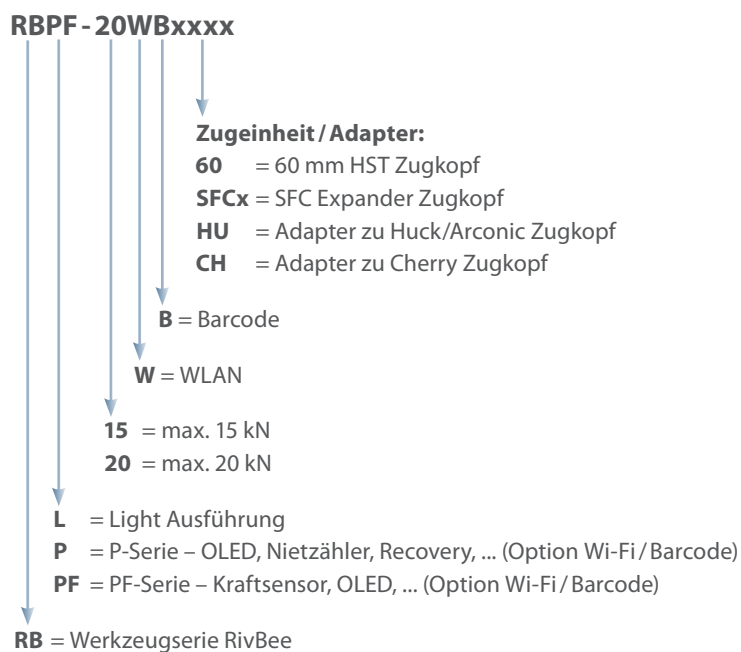 RBPF-20WBxxxx
Zugeinheit/Adapter:
60 = 60 mm HST Zugkopf
SFCx = SFC Expander Zugkopf
HU = Adapter zu Huck/Arconic Zugkopf
CH = Adapter zu Cherry Zugkopf
B = Barcode
W = WLAN
15 = max. 15 kN
20 = max. 20 kN
L = Light Ausführung
P = P-Serie – OLED, Nietzähler, Recovery, ... (Option Wi-Fi/Barcode)
PF = PF-Serie – Kraftsensor, OLED, ... (Option Wi-Fi/Barcode)
RB = Werkzeugserie RivBee